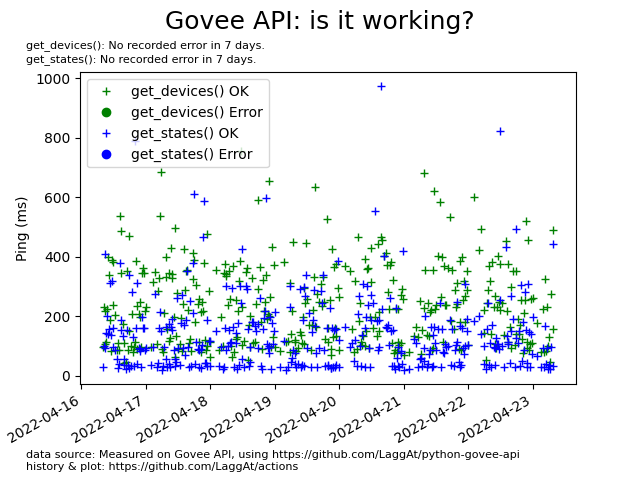 Govee API: is it working?
get_devices(): No recorded error in 7 days.
get_states(): No recorded error in 7 days.
1000
800
600
400
200
0
Ping (ms)
get_devices() OK
get_devices() Error
get_states() OK
get_states() Error
2022-04-16
2022-04-17
2022-04-18
2022-04-19
2022-04-20
2022-04-21
2022-04-22
2022-04-23
data source: Measured on Govee API, using https://github.com/LaggAt/python-govee-api
history & plot: https://github.com/LaggAt/actions